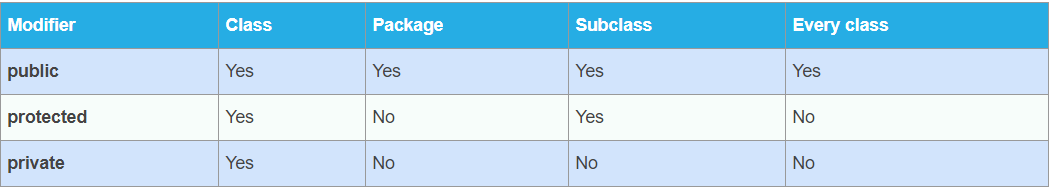 Modifier Class Package Subclass Every class
public Yes Yes Yes Yes
protected Yes No Yes No
private Yes No No No